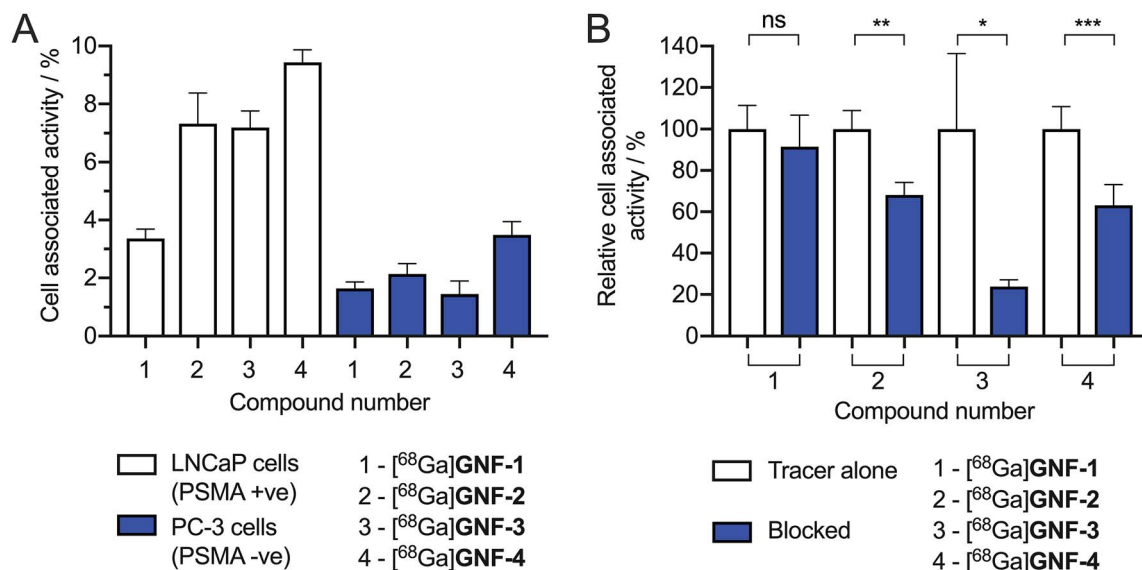 A
Cell associated activity / %
10
8
6
4
2
0
1 2 3 4 1 2 3 4
Compound number
LNCaP cells
(PSMA +ve)
PC-3 cells
(PSMA -ve)
1 - [⁶⁸Ga]GNF-1
2 - [⁶⁸Ga]GNF-2
3 - [⁶⁸Ga]GNF-3
4 - [⁶⁸Ga]GNF-4
B
Relative cell associated
activity / %
ns ** * ***
140
120
100
80
60
40
20
0
1 2 3 4
Compound number
Tracer alone
Blocked
1 - [⁶⁸Ga]GNF-1
2 - [⁶⁸Ga]GNF-2
3 - [⁶⁸Ga]GNF-3
4 - [⁶⁸Ga]GNF-4